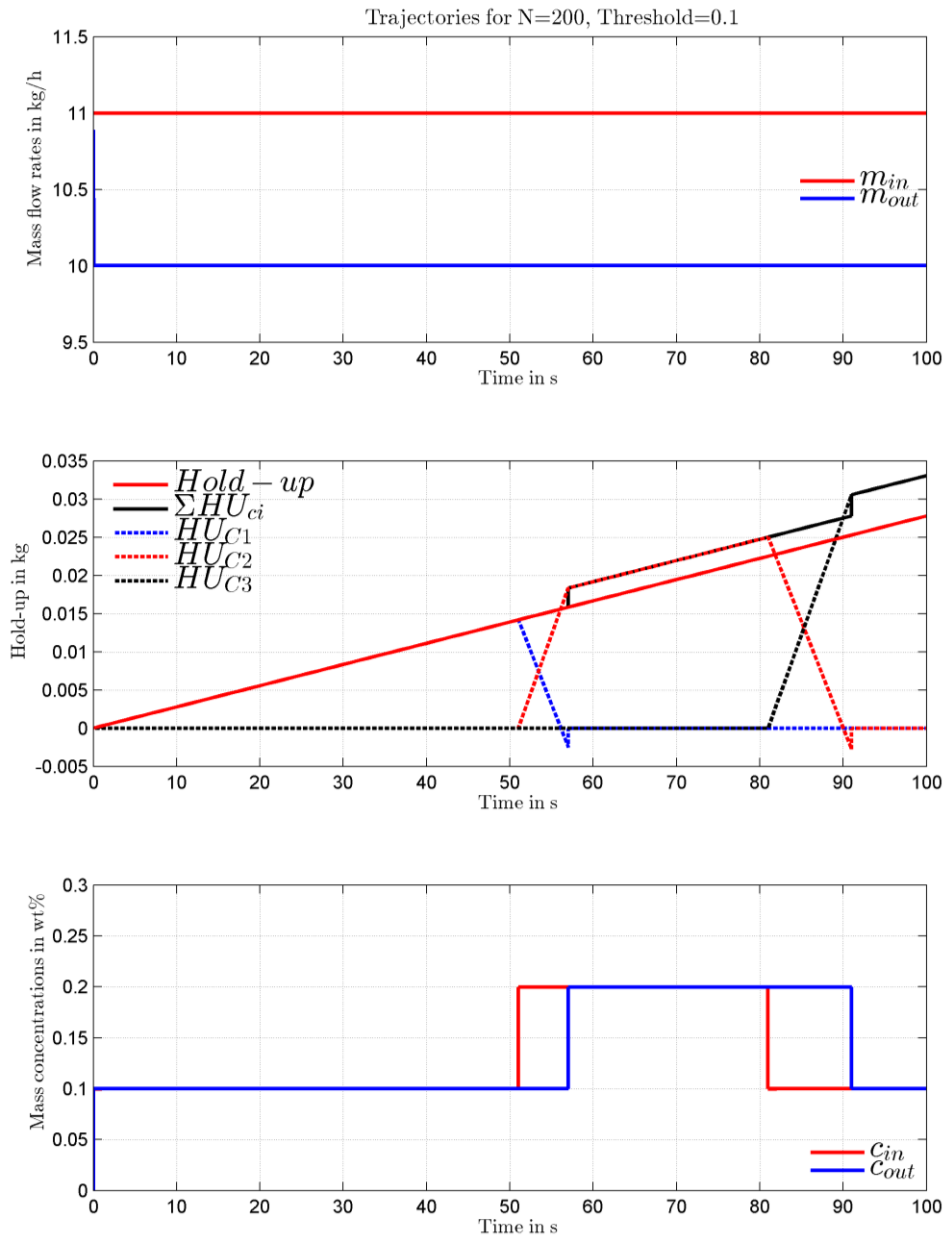 Trajectories for N=200, Threshold=0.1
Mass flow rates in kg/h
11.5
11
10.5
10
9.5
m_in
m_out
0 10 20 30 40 50 60 70 80 90 100
Time in s
Hold-up in kg
0.035
0.03
0.025
0.02
0.015
0.01
0.005
0
-0.005
Hold-up
ΣHU_ci
HU_C1
HU_C2
HU_C3
0 10 20 30 40 50 60 70 80 90 100
Time in s
Mass concentrations in wt%
0.3
0.25
0.2
0.15
0.1
0.05
0
c_in
c_out
0 10 20 30 40 50 60 70 80 90 100
Time in s